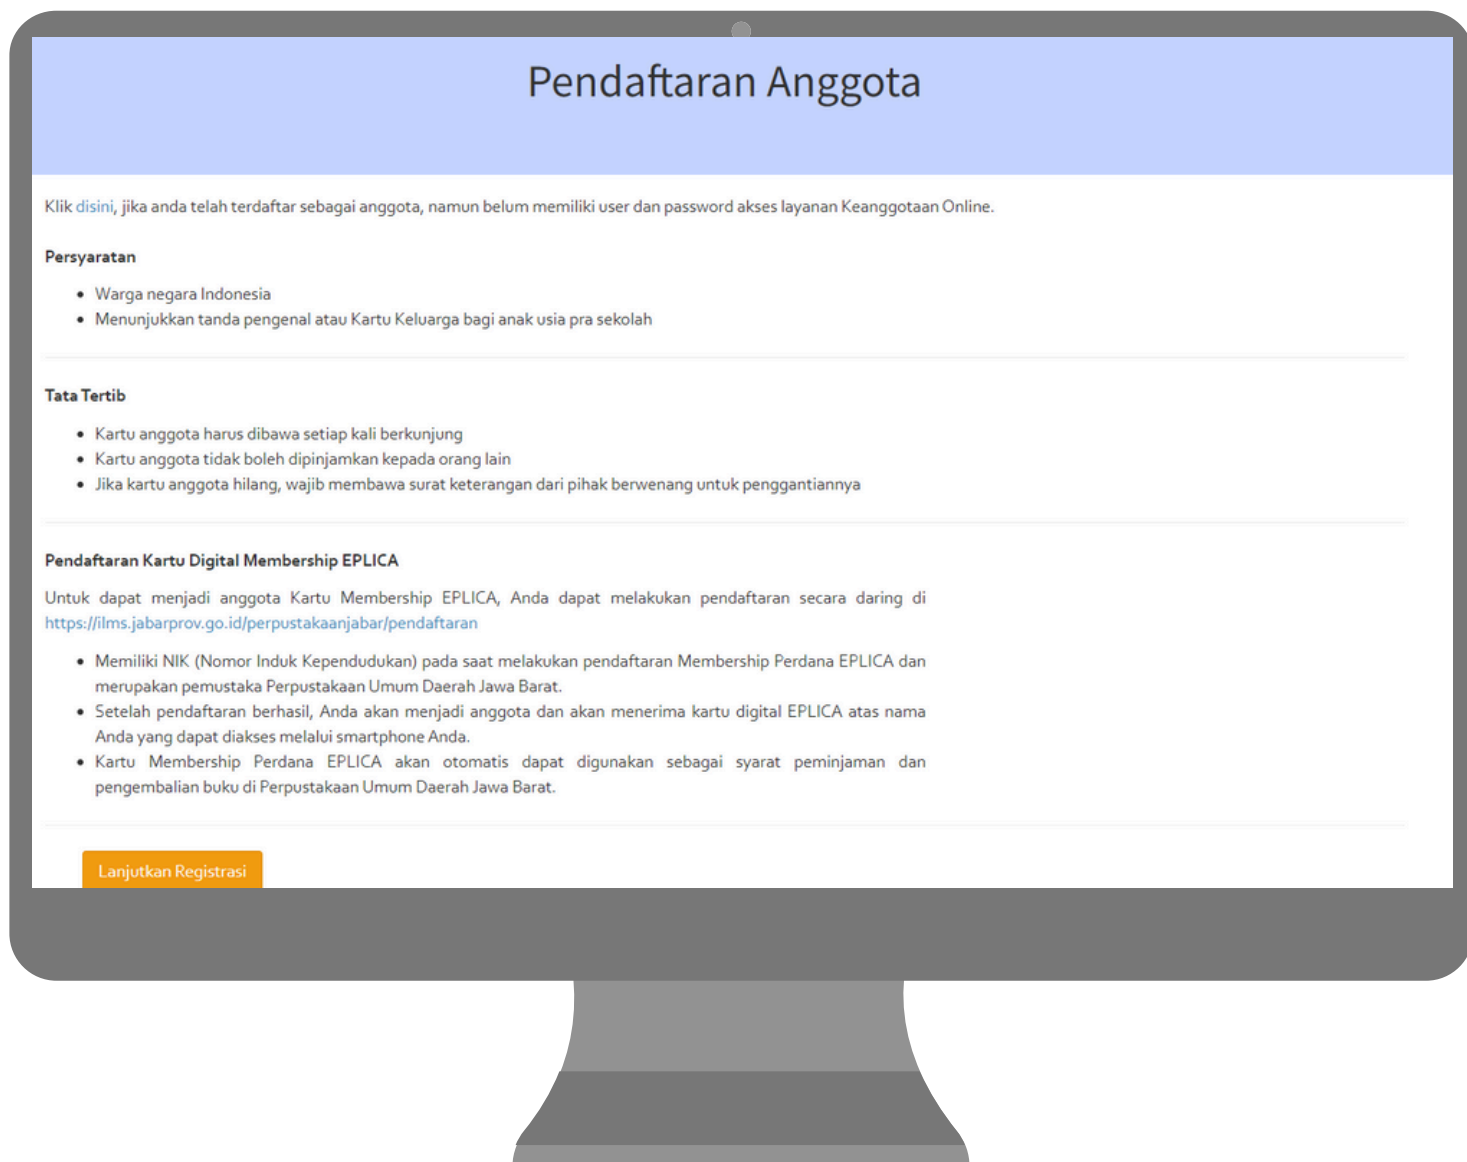 Pendaftaran Anggota
Klik disini, jika anda telah terdaftar sebagai anggota, namun belum memiliki user dan password akses layanan Keanggotaan Online.
Persyaratan
• Warga negara Indonesia
• Menunjukkan tanda pengenal atau Kartu Keluarga bagi anak usia pra sekolah
Tata Tertib
• Kartu anggota harus dibawa setiap kali berkunjung
• Kartu anggota tidak boleh dipinjamkan kepada orang lain
• Jika kartu anggota hilang, wajib membawa surat keterangan dari pihak berwenang untuk penggantiannya
Pendaftaran Kartu Digital Membership EPLICA
Untuk dapat menjadi anggota Kartu Membership EPLICA, Anda dapat melakukan pendaftaran secara daring di
https://ilms.jabarprov.go.id/perpustakaanjabar/pendaftaran
• Memiliki NIK (Nomor Induk Kependudukan) pada saat melakukan pendaftaran Membership Perdana EPLICA dan
merupakan pemustaka Perpustakaan Umum Daerah Jawa Barat.
• Setelah pendaftaran berhasil, Anda akan menjadi anggota dan akan menerima kartu digital EPLICA atas nama
Anda yang dapat diakses melalui smartphone Anda.
• Kartu Membership Perdana EPLICA akan otomatis dapat digunakan sebagai syarat peminjaman dan
pengembalian buku di Perpustakaan Umum Daerah Jawa Barat.
Lanjutkan Registrasi